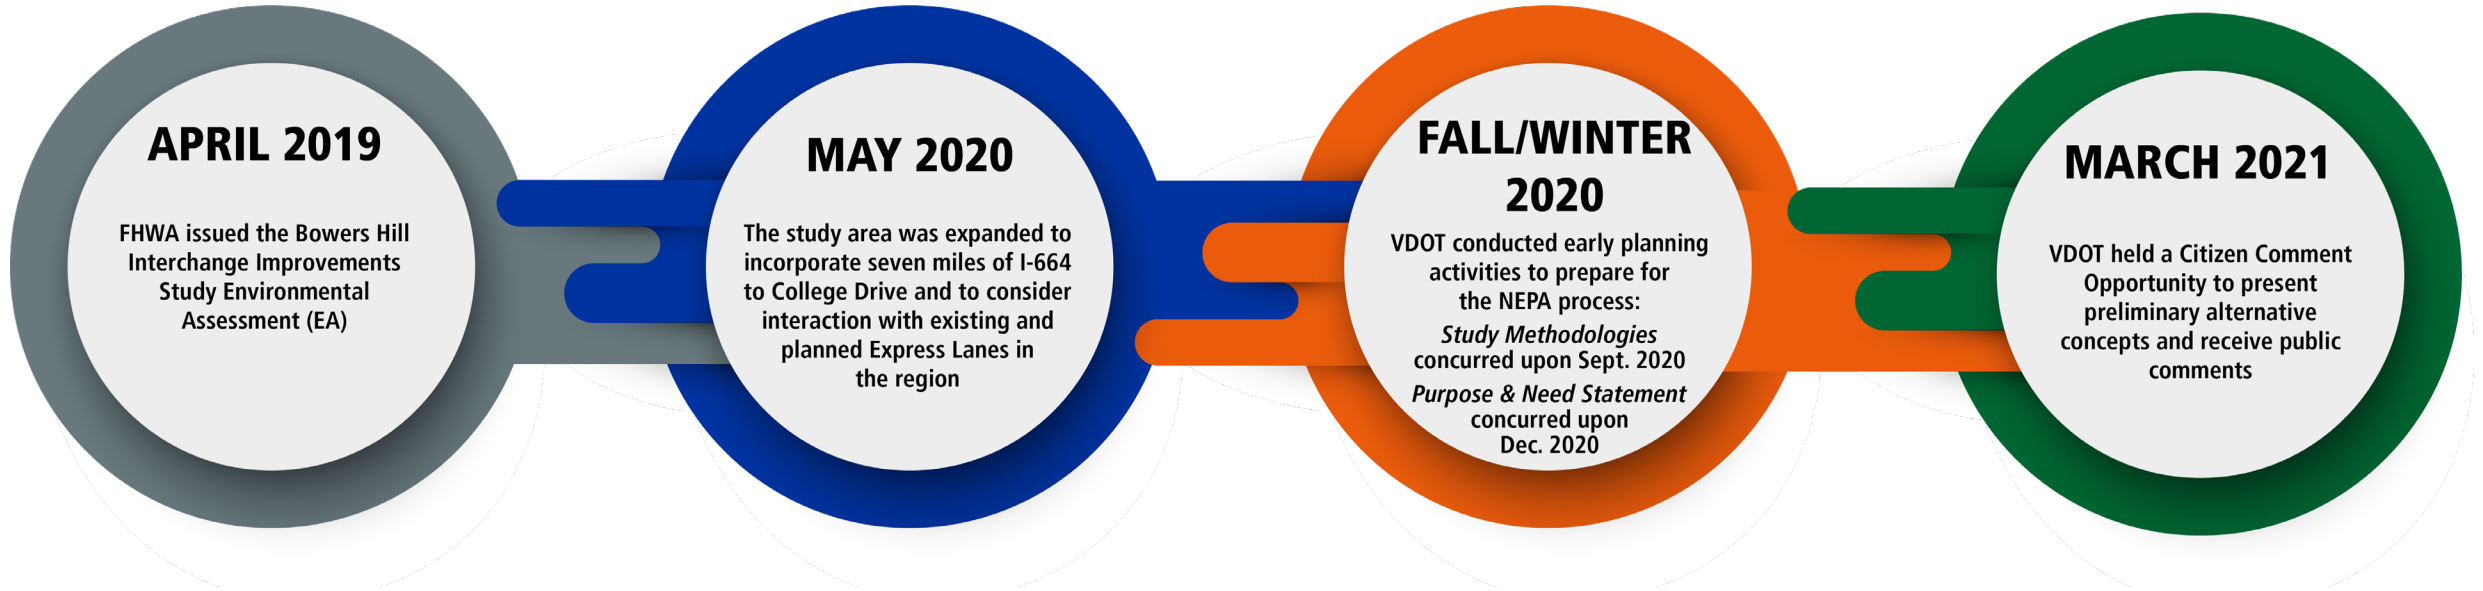 APRIL 2019
FHWA issued the Bowers Hill
Interchange Improvements
Study Environmental
Assessment (EA)
MAY 2020
The study area was expanded to
incorporate seven miles of I-664
to College Drive and to consider
interaction with existing and
planned Express Lanes in
the region
FALL/WINTER
2020
VDOT conducted early planning
activities to prepare for
the NEPA process:
Study Methodologies
concurred upon Sept. 2020
Purpose & Need Statement
concurred upon
Dec. 2020
MARCH 2021
VDOT held a Citizen Comment
Opportunity to present
preliminary alternative
concepts and receive public
comments